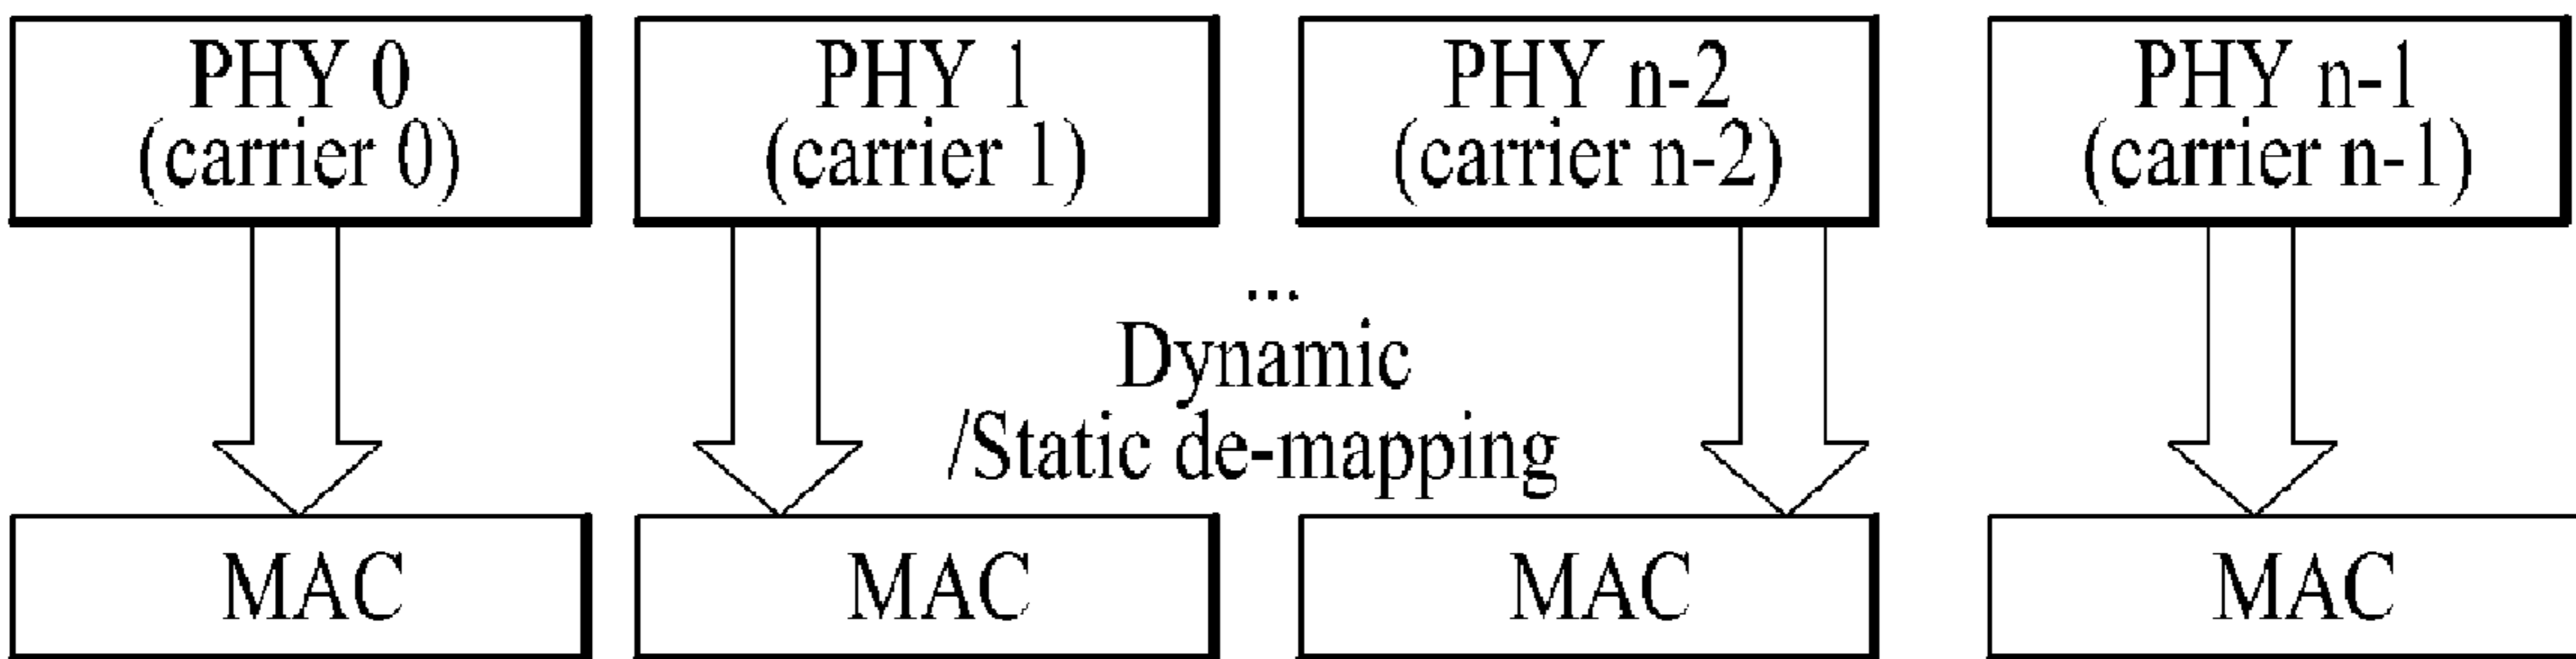 PHY 0
(carrier 0)
PHY 1
(carrier 1)
PHY n-2
(carrier n-2)
PHY n-1
(carrier n-1)
...
Dynamic
/Static de-mapping
MAC
MAC
MAC
MAC